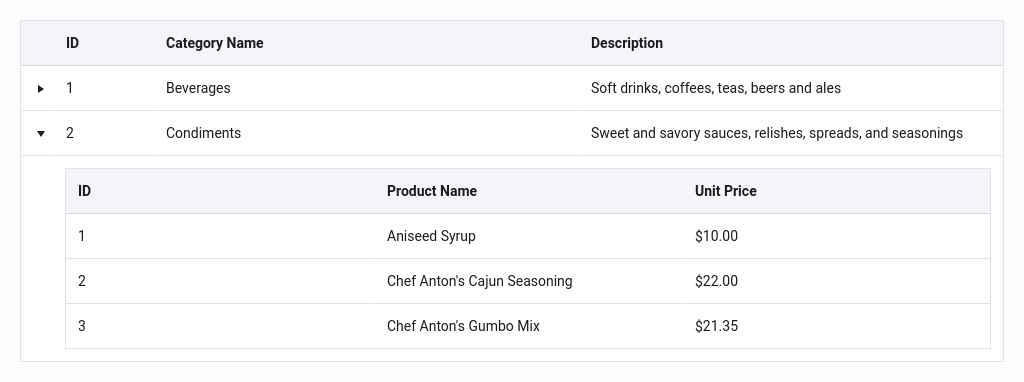 ID Category Name Description
1 Beverages Soft drinks, coffees, teas, beers and ales
2 Condiments Sweet and savory sauces, relishes, spreads, and seasonings
ID Product Name Unit Price
1 Aniseed Syrup $10.00
2 Chef Anton's Cajun Seasoning $22.00
3 Chef Anton's Gumbo Mix $21.35